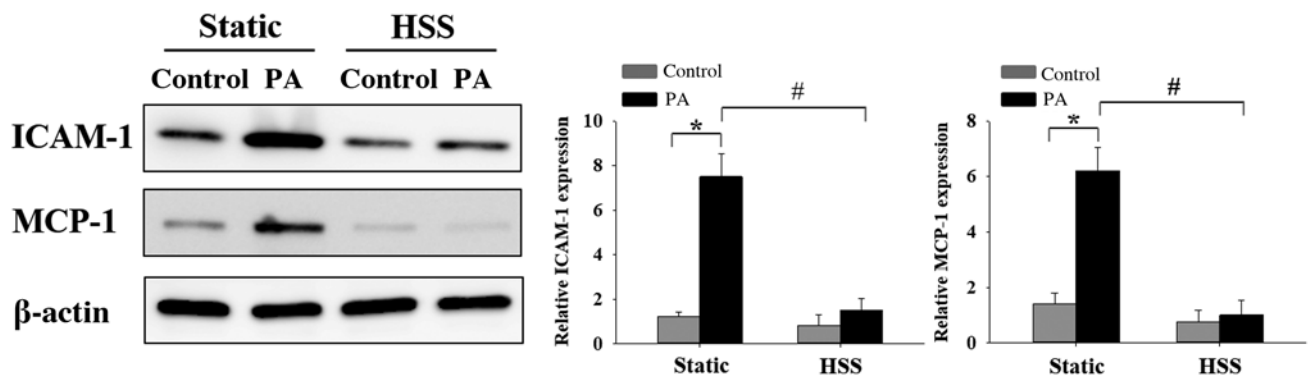 Static HSS
Control PA Control PA
ICAM-1
MCP-1
β-actin
Control
PA
#
*
10
8
6
4
2
0
Relative ICAM-1 expression
Static HSS
Control
PA
#
*
8
6
4
2
0
Relative MCP-1 expression
Static HSS